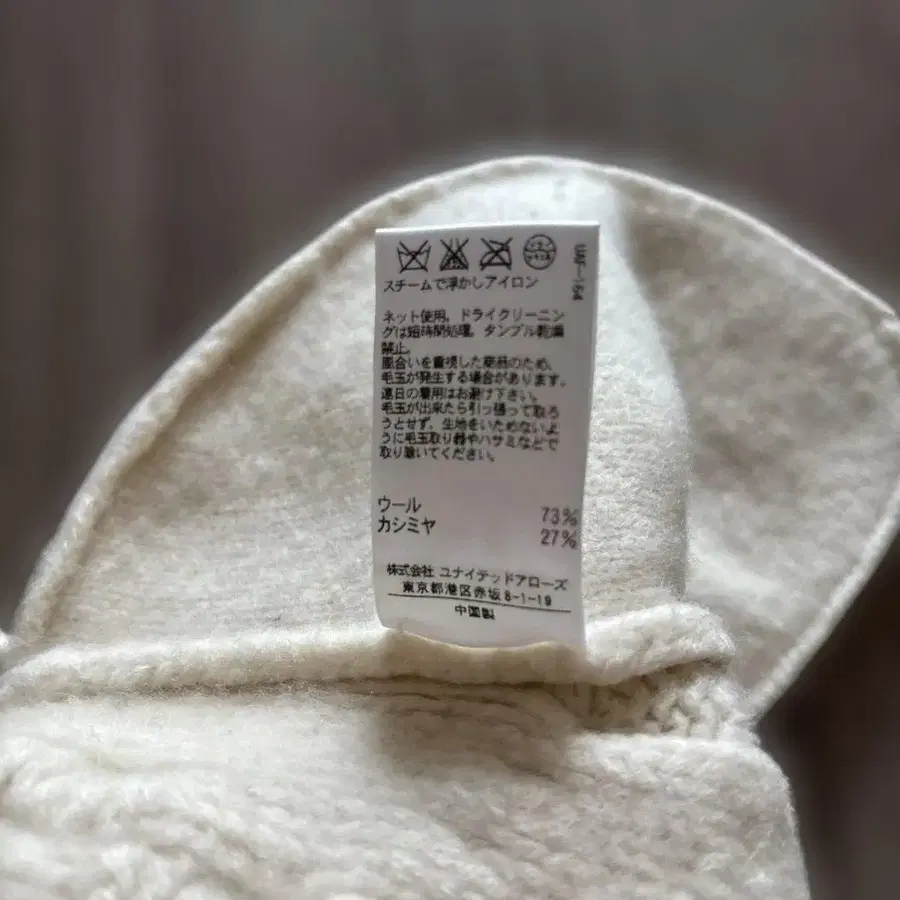 スチームで浮かしアイロン
ネット使用。ドライクリーニン
グは短時間処理。タンブル乾燥
禁止。
風合いを重視した商品のため、
毛玉が発生する場合があります。
連日の着用はお避け下さい。
毛玉が出来たら引っ張って取ろ
うとせず、生地をいためないよ
うに毛玉取り器やハサミなどで
取り除いてください。
ウール 73%
カシミヤ 27%
株式会社 ユナイテッドアローズ
東京都港区赤坂8-1-19
中国製